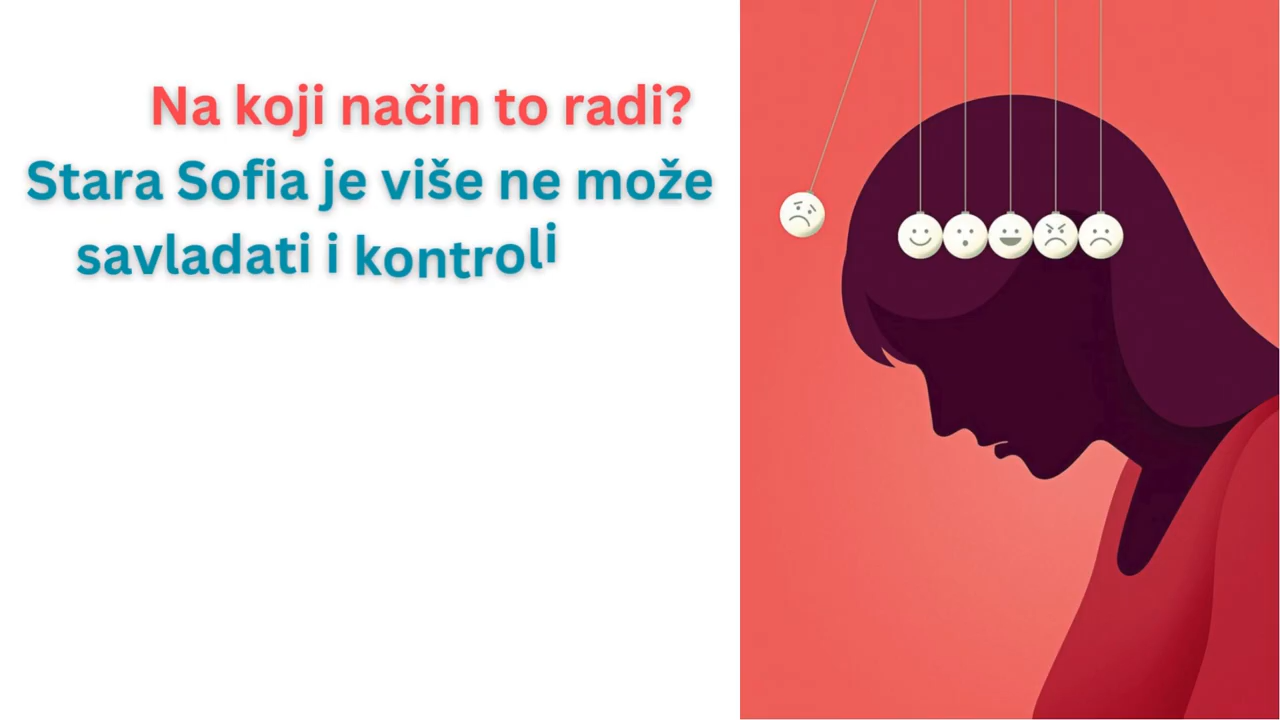 Na koji način to radi?
Stara Sofia je više ne može
savladati i kontroli